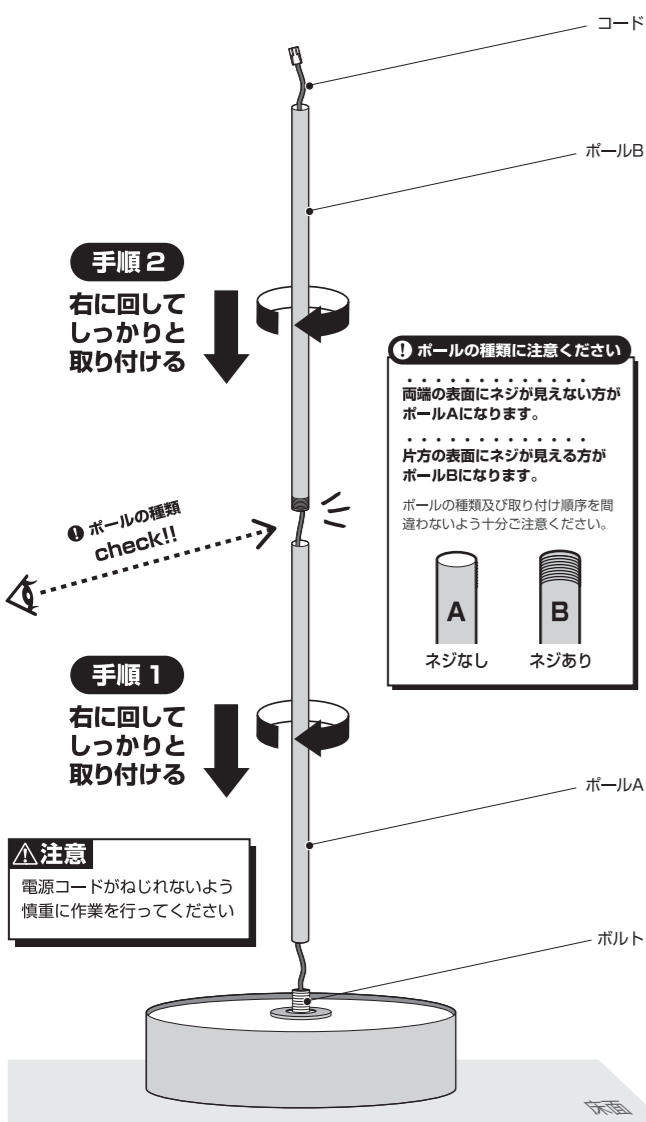 コード
ポールB
手順 2
右に回して
しっかりと
取り付ける
! ポールの種類に注意ください
両端の表面にネジが見えない方が
ポールAになります。
片方の表面にネジが見える方が
ポールBになります。
ポールの種類及び取り付け順序を間
違わないよう十分ご注意ください。
A
B
ネジなし
ネジあり
! ポールの種類
check!!
手順 1
右に回して
しっかりと
取り付ける
ポールA
注意
電源コードがねじれないよう
慎重に作業を行ってください
ボルト
床面